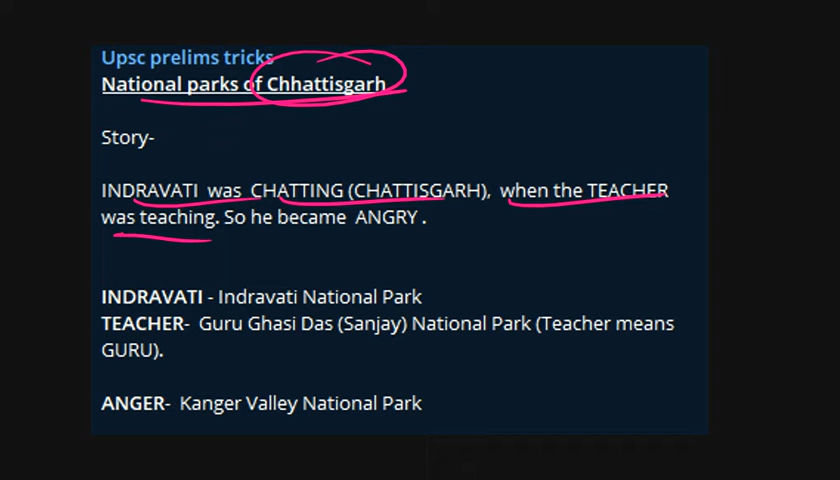 Upsc prelims tricks
National parks of Chhattisgarh
Story-
INDRAVATI was CHATTING (CHATTISGARH), when the TEACHER
was teaching. So he became ANGRY .
INDRAVATI - Indravati National Park
TEACHER- Guru Ghasi Das (Sanjay) National Park (Teacher means
GURU).
ANGER- Kanger Valley National Park